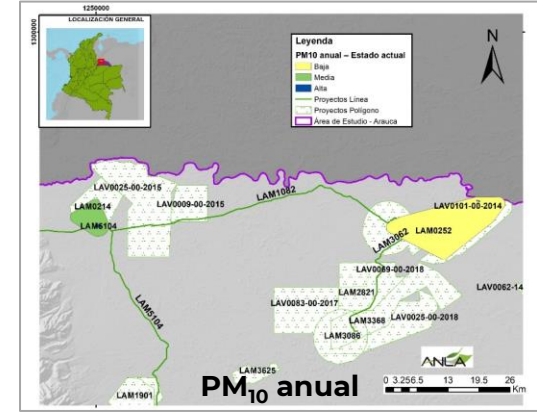 1250000
1300000
LOCALIZACIÓN GENERAL
N
Leyenda
PM10 anual – Estado actual
Baja
Media
Alta
Proyectos Línea
Proyectos Polígono
Área de Estudio - Arauca
LAV0025-00-2015
LAM0214
LAV0009-00-2015
LAM1082
LAV0101-00-2014
LAM5104
LAM0252
LAM3062
LAV0089-00-2018
LAM2821
LAV0062-14
LAV0083-00-2017
LAM5104
LAM3368
LAV0025-00-2018
LAM3086
LAM3625
LAM1901
PM10 anual
ANLA
0 3.25 6.5 13 19.5 26
Km